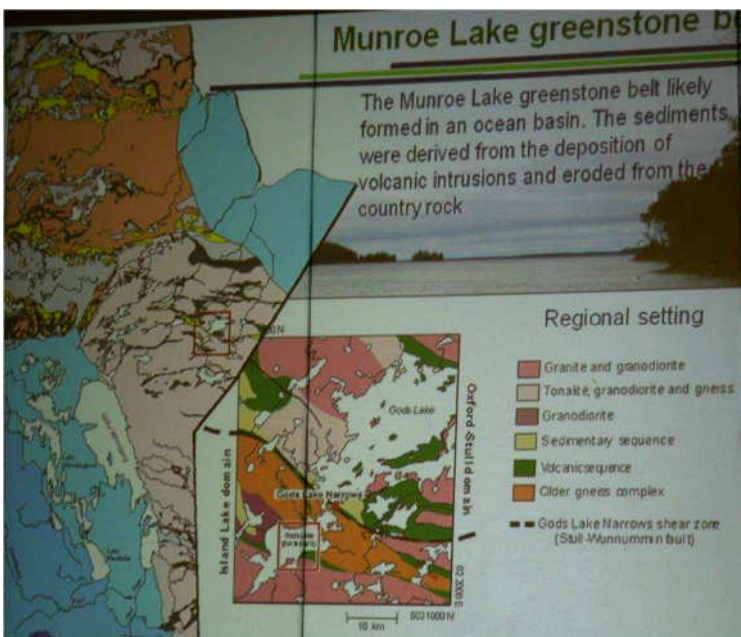 Munroe Lake greenstone be
The Munroe Lake greenstone belt likely
formed in an ocean basin. The sediments
were derived from the deposition of
volcanic intrusions and eroded from the
country rock
Regional setting
Granite and granodiorite
Tonalite, granodiorite and gneiss
Granodiorite
Sedimentary sequence
Volcanic sequence
Older gneiss complex
Gods Lake Narrows shear zone
(Stull-Wunnummin fault)
Gods Lake
Gods Lake Narrows
Island Lake domain
Oxford-Stull domain
10 km